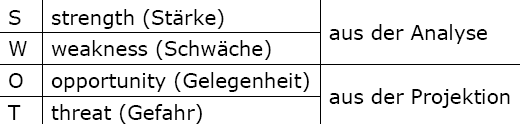 S strength (Stärke)
aus der Analyse
W weakness (Schwäche)
O opportunity (Gelegenheit)
aus der Projektion
T threat (Gefahr)